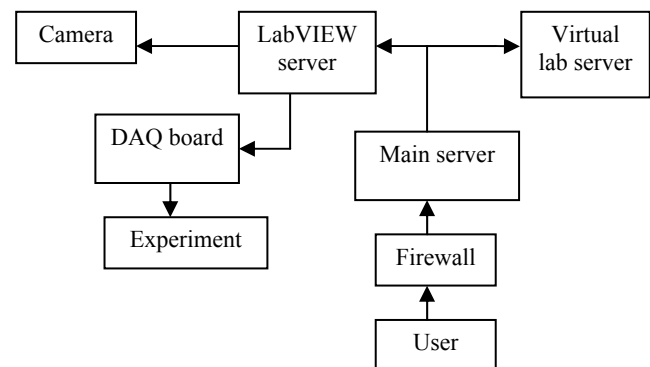 Camera
LabVIEW
server
Virtual
lab server
DAQ board
Main server
Experiment
Firewall
User